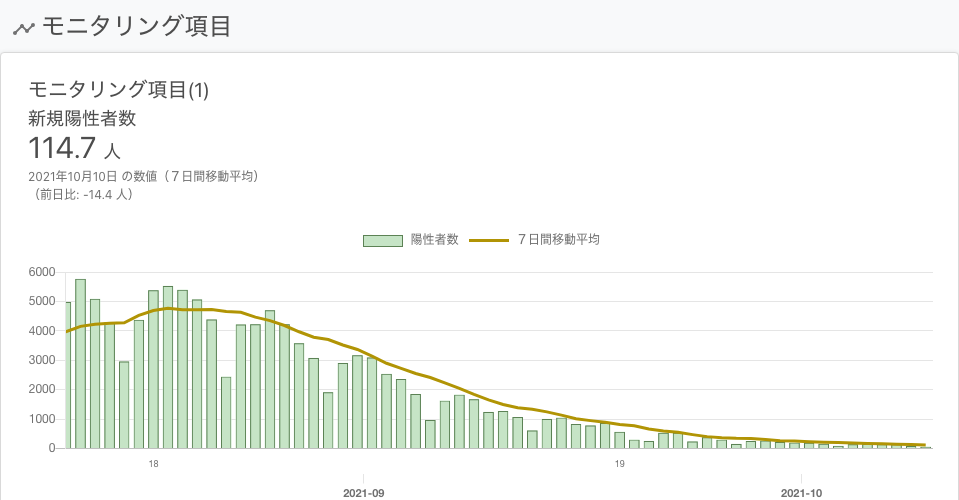 モニタリング項目
モニタリング項目(1)
新規陽性者数
114.7 人
2021年10月10日 の数値（７日間移動平均）
（前日比: -14.4 人）
陽性者数 ７日間移動平均
6000
5000
4000
3000
2000
1000
0
18 19
2021-09 2021-10